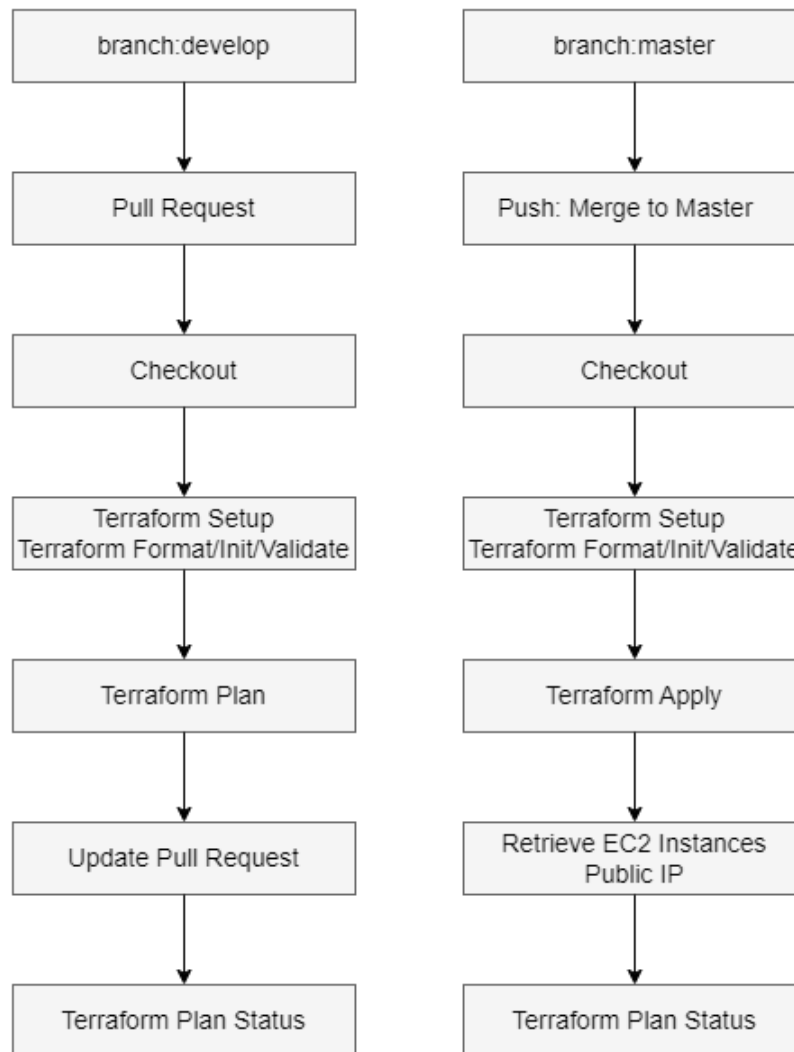 branch:develop
Pull Request
Checkout
Terraform Setup
Terraform Format/Init/Validate
Terraform Plan
Update Pull Request
Terraform Plan Status
branch:master
Push: Merge to Master
Checkout
Terraform Setup
Terraform Format/Init/Validate
Terraform Apply
Retrieve EC2 Instances
Public IP
Terraform Plan Status